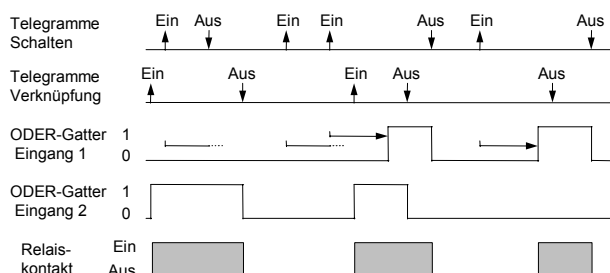 Telegramme
Schalten
Ein Aus Ein Ein Aus Ein Aus
Telegramme
Verknüpfung
Ein Aus Ein Aus Aus
ODER-Gatter 1
Eingang 1 0
ODER-Gatter 1
Eingang 2 0
Relais- Ein
kontakt Aus